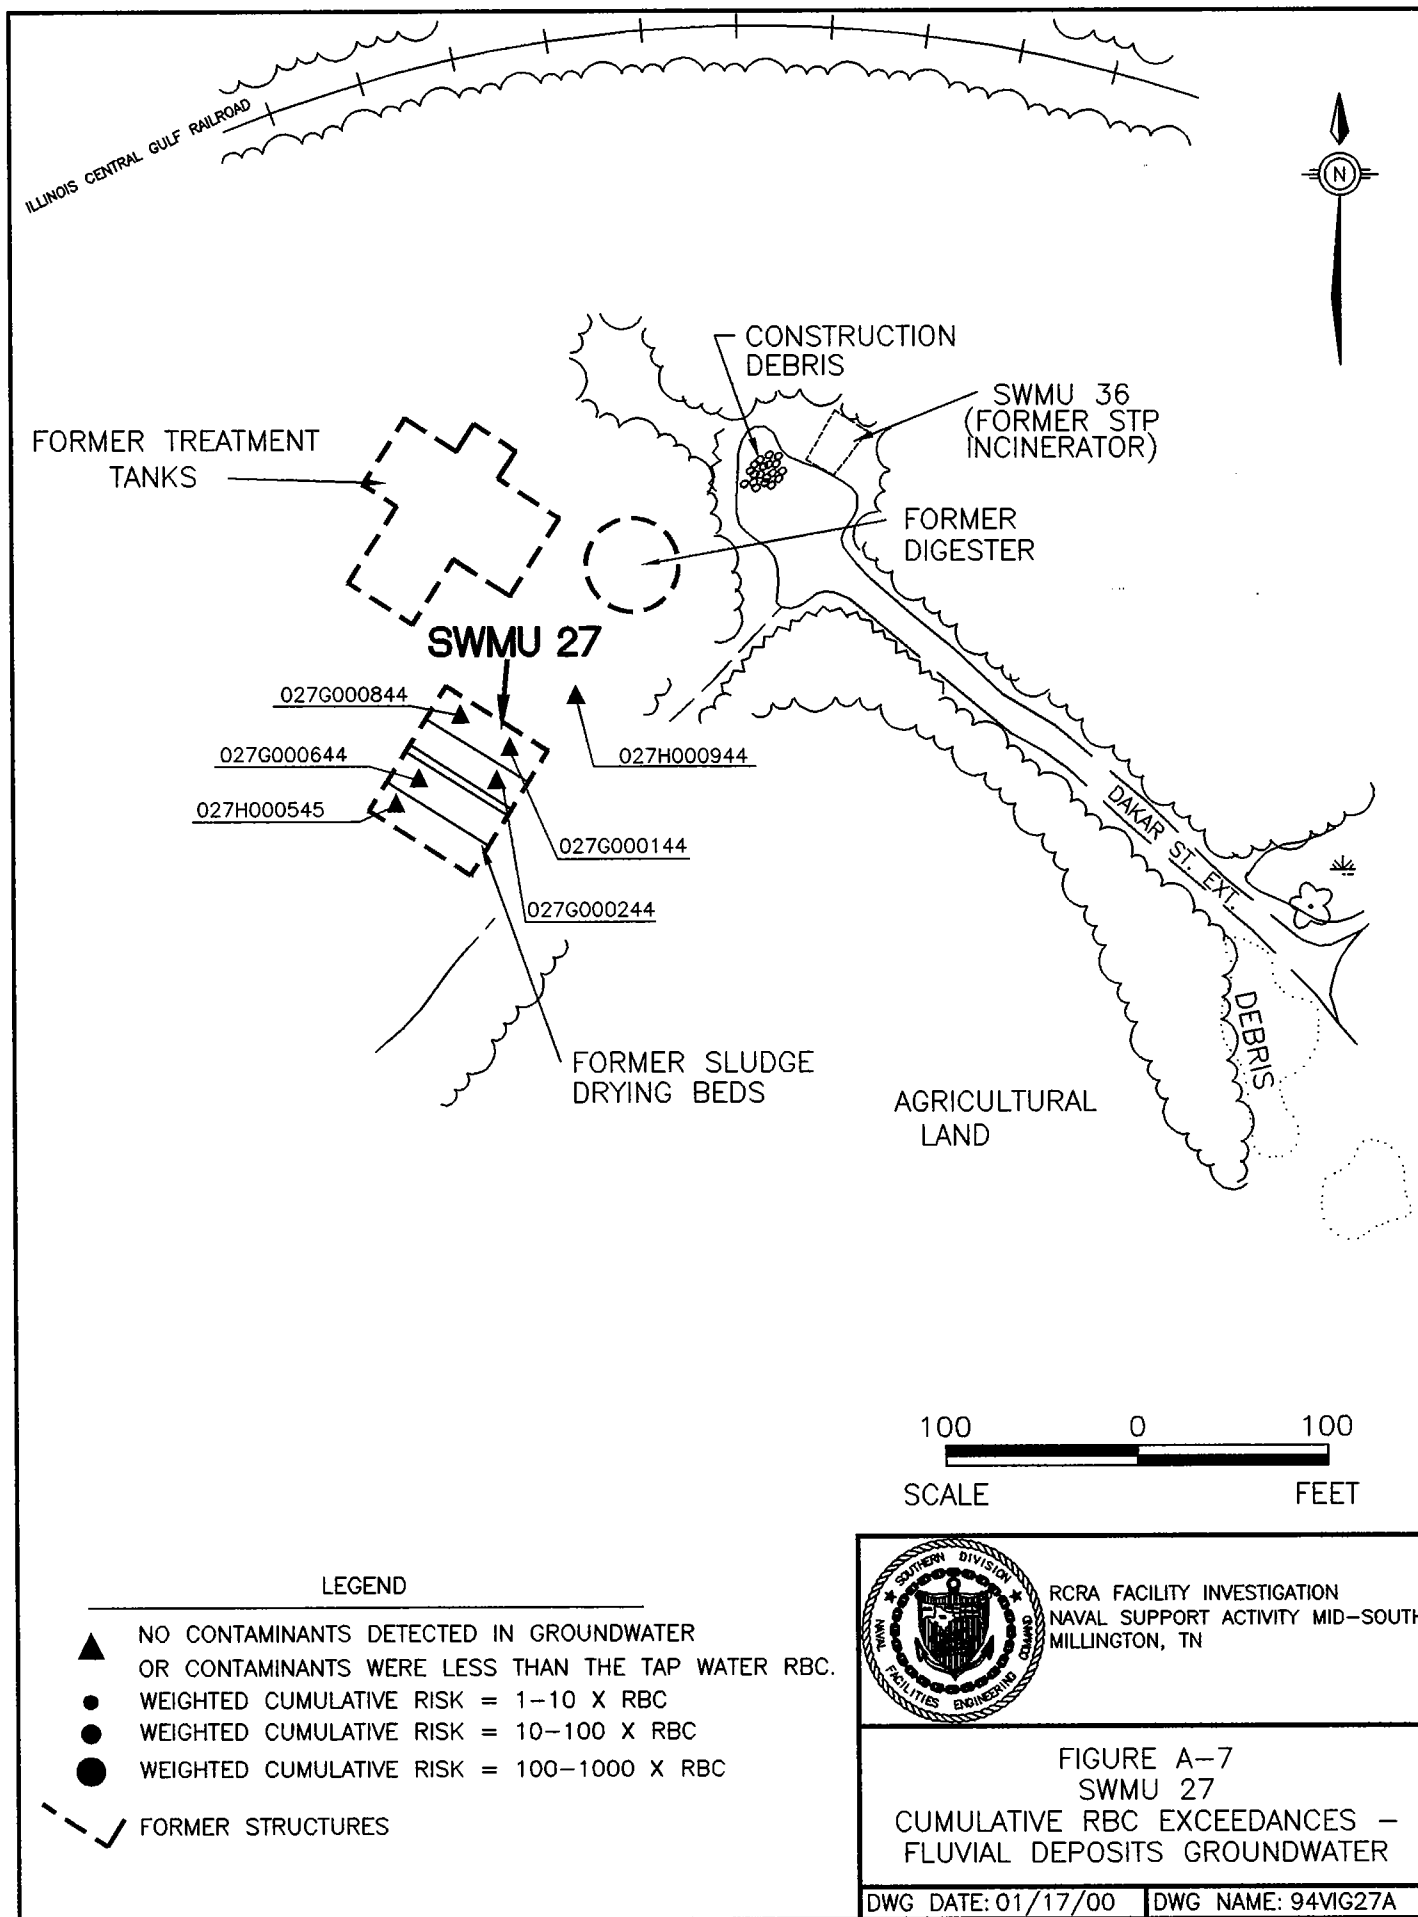 ILLINOIS CENTRAL GULF RAILROAD
N
CONSTRUCTION
DEBRIS
SWMU 36
(FORMER STP
INCINERATOR)
FORMER TREATMENT
TANKS
FORMER
DIGESTER
SWMU 27
027G000844
027G000644
027H000545
027H000944
027G000144
027G000244
DAKAR ST. EXT.
DEBRIS
FORMER SLUDGE
DRYING BEDS
AGRICULTURAL
LAND
100 0 100
SCALE FEET
LEGEND
NO CONTAMINANTS DETECTED IN GROUNDWATER
OR CONTAMINANTS WERE LESS THAN THE TAP WATER RBC.
WEIGHTED CUMULATIVE RISK = 1-10 X RBC
WEIGHTED CUMULATIVE RISK = 10-100 X RBC
WEIGHTED CUMULATIVE RISK = 100-1000 X RBC
FORMER STRUCTURES
SOUTHERN DIVISION
NAVAL FACILITIES ENGINEERING COMMAND
RCRA FACILITY INVESTIGATION
NAVAL SUPPORT ACTIVITY MID-SOUTH
MILLINGTON, TN
FIGURE A-7
SWMU 27
CUMULATIVE RBC EXCEEDANCES -
FLUVIAL DEPOSITS GROUNDWATER
DWG DATE: 01/17/00 DWG NAME: 94VIG27A